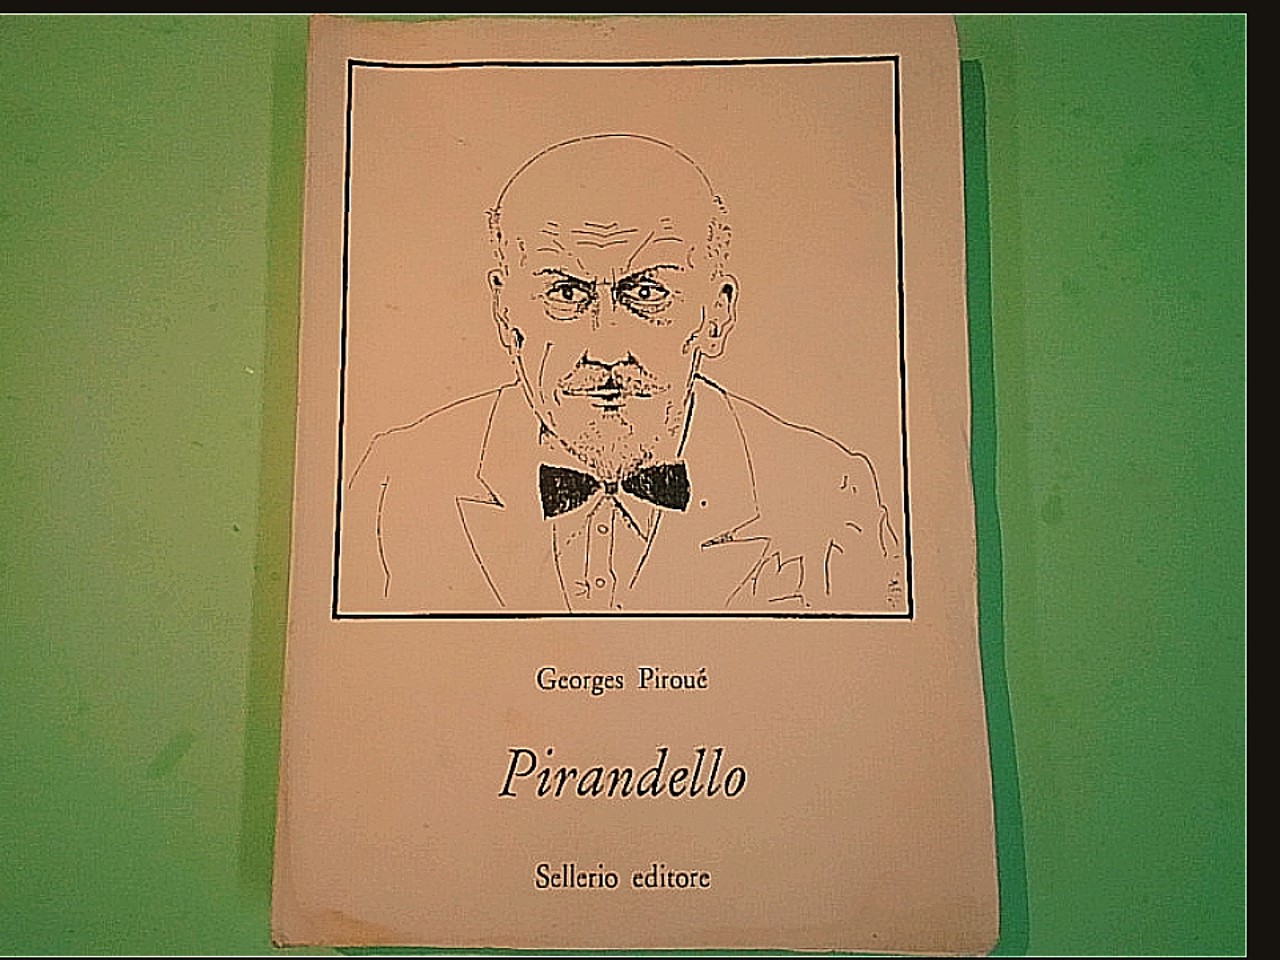 Georges Piroué
Pirandello
Sellerio editore